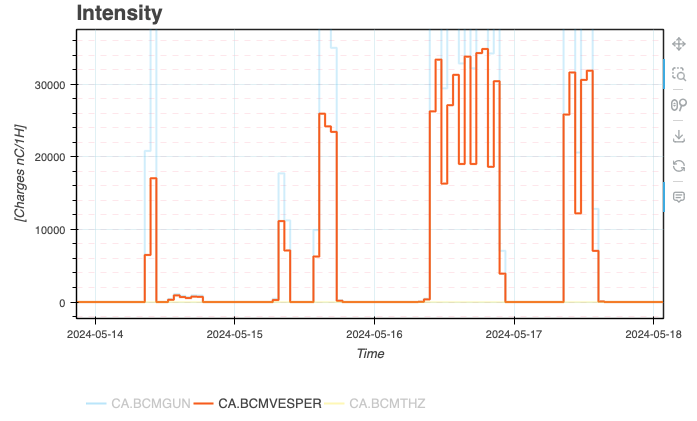 Intensity
[Charges nC/1H]
30000
20000
10000
0
2024-05-14
2024-05-15
2024-05-16
2024-05-17
2024-05-18
Time
CA.BCMGUN
CA.BCMVESPER
CA.BCMTHZ